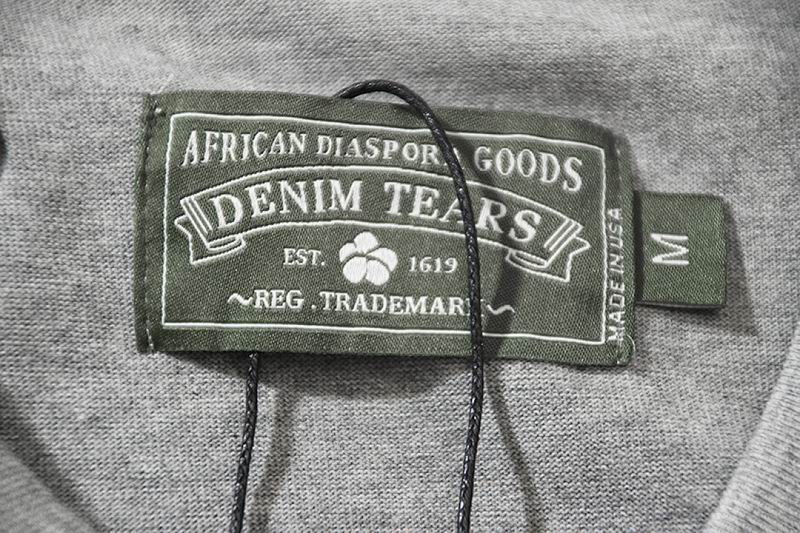 AFRICAN DIASPORA GOODS
DENIM TEARS
EST. 1619
~REG. TRADEMARK~
MADE IN USA
M